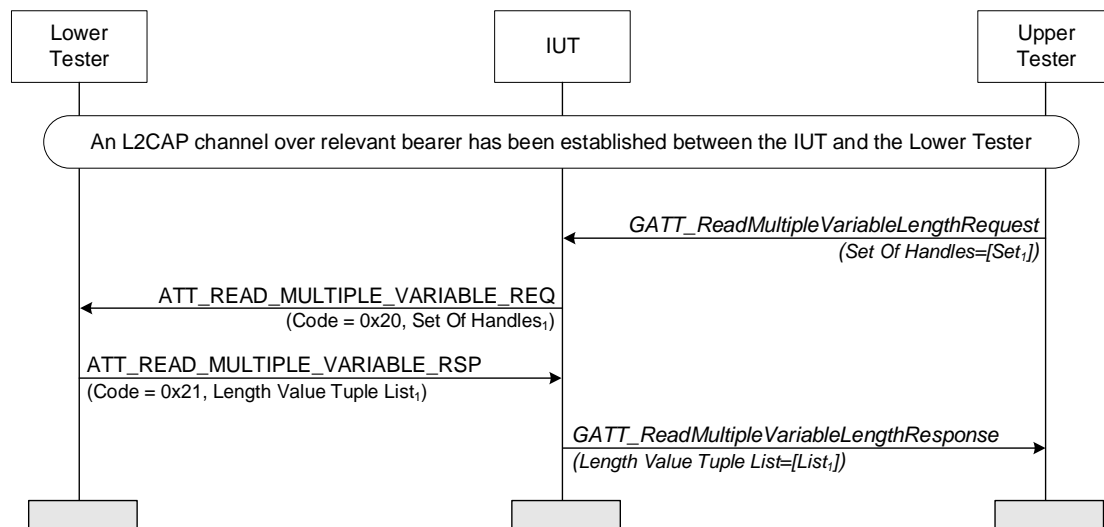 Lower
Tester
IUT
Upper
Tester
An L2CAP channel over relevant bearer has been established between the IUT and the Lower Tester
GATT_ReadMultipleVariableLengthRequest
(Set Of Handles=[Set₁])
ATT_READ_MULTIPLE_VARIABLE_REQ
(Code = 0x20, Set Of Handles₁)
ATT_READ_MULTIPLE_VARIABLE_RSP
(Code = 0x21, Length Value Tuple List₁)
GATT_ReadMultipleVariableLengthResponse
(Length Value Tuple List=[List₁])